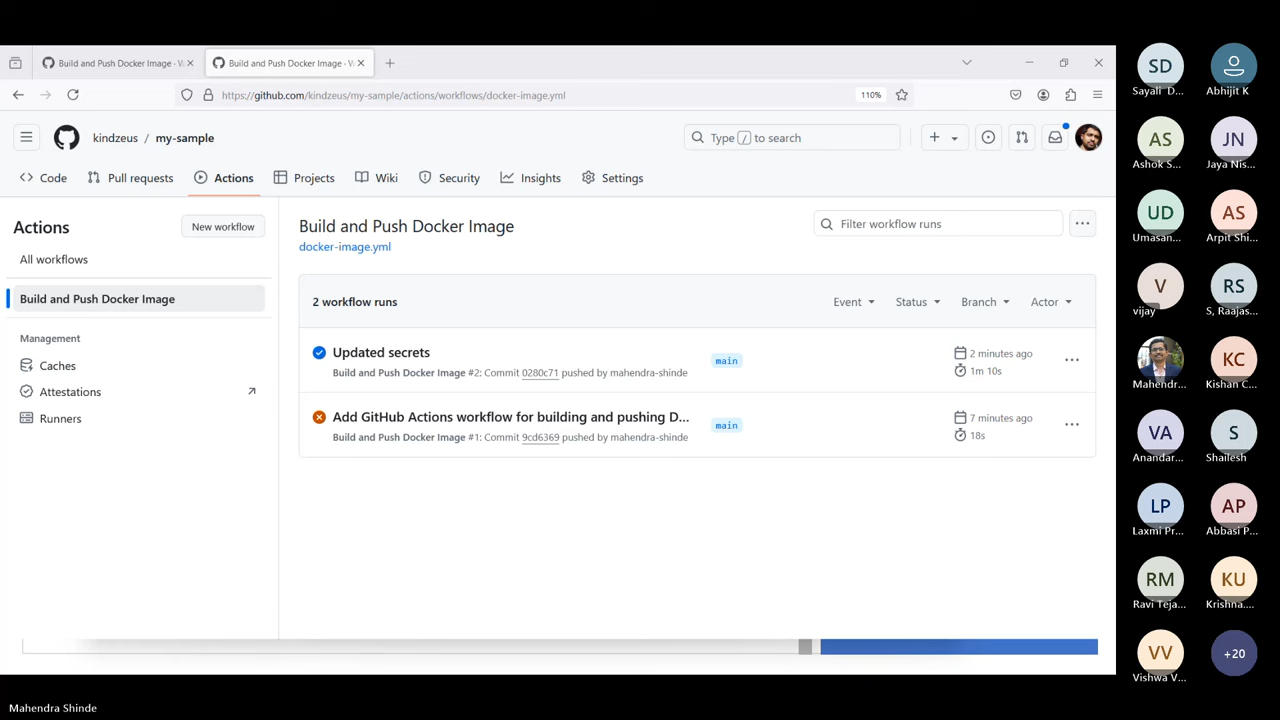 Build and Push Docker Image - V
Build and Push Docker Image - V
https://github.com/kindzeus/my-sample/actions/workflows/docker-image.yml
110%
kindzeus / my-sample
Type / to search
Code
Pull requests
Actions
Projects
Wiki
Security
Insights
Settings
Actions
New workflow
All workflows
Build and Push Docker Image
Management
Caches
Attestations
Runners
Build and Push Docker Image
docker-image.yml
Filter workflow runs
2 workflow runs
Event
Status
Branch
Actor
Updated secrets
Build and Push Docker Image #2: Commit 0280c71 pushed by mahendra-shinde
main
2 minutes ago
1m 10s
Add GitHub Actions workflow for building and pushing D...
Build and Push Docker Image #1: Commit 9cd6369 pushed by mahendra-shinde
main
7 minutes ago
18s
SD
Sayali D...
Abhijit K
AS
Ashok S...
JN
Jaya Nis...
UD
Umasan...
AS
Arpit Shi...
V
vijay
RS
S, Raajas...
Mahendr...
KC
Kishan C...
VA
Anandar...
S
Shailesh
LP
Laxmi Pr...
AP
Abbasi P...
RM
Ravi Teja...
KU
Krishna....
VV
Vishwa V...
+20
Mahendra Shinde